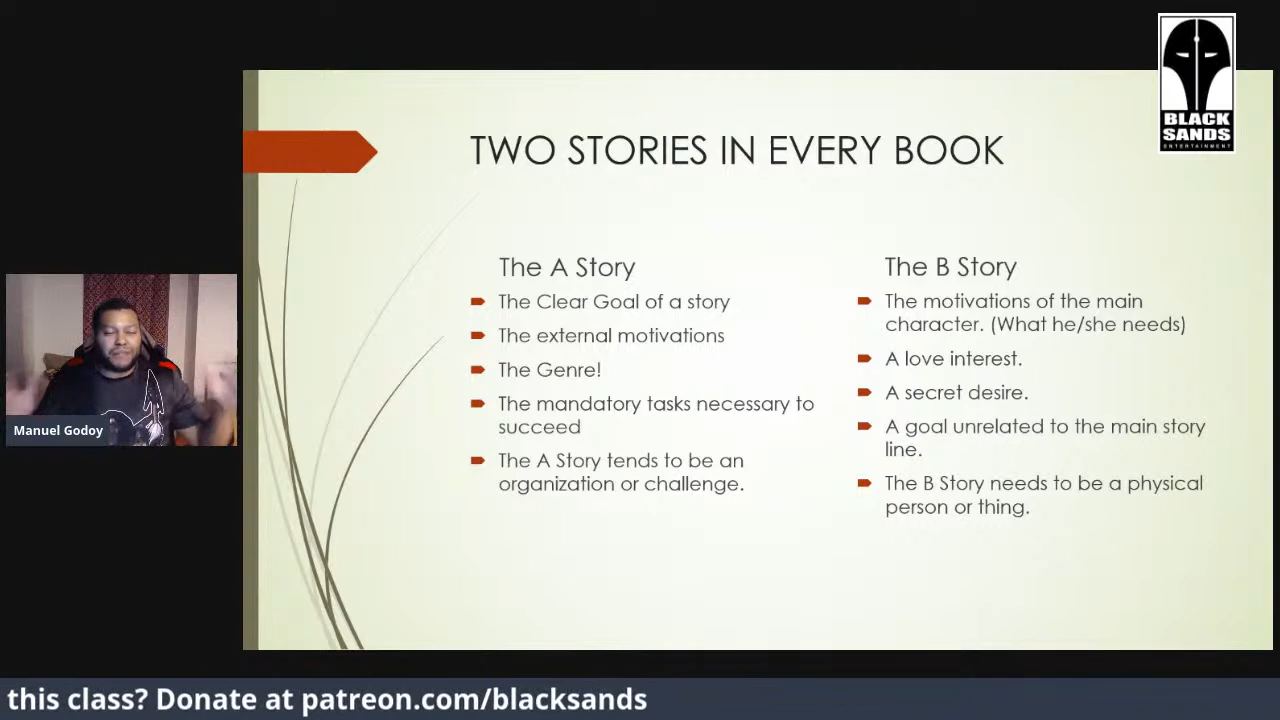 BLACK
SANDS
ENTERTAINMENT
TWO STORIES IN EVERY BOOK
The A Story
The Clear Goal of a story
The external motivations
The Genre!
The mandatory tasks necessary to
succeed
The A Story tends to be an
organization or challenge.
The B Story
The motivations of the main
character. (What he/she needs)
A love interest.
A secret desire.
A goal unrelated to the main story
line.
The B Story needs to be a physical
person or thing.
Manuel Godoy
this class? Donate at patreon.com/blacksands